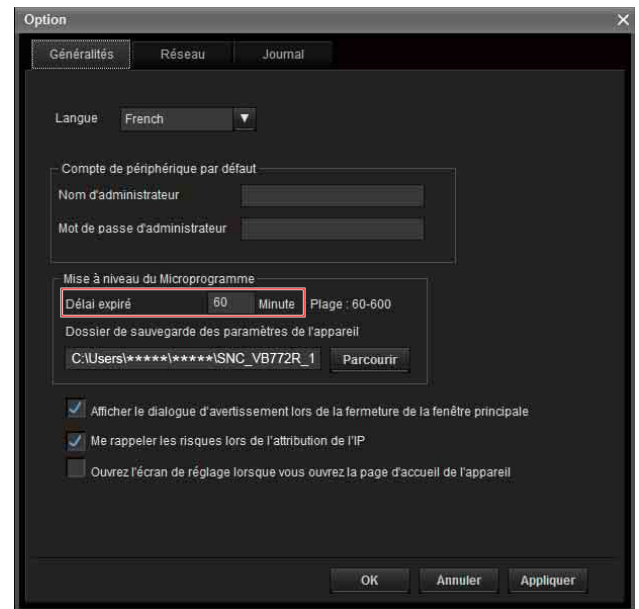 Option
Généralités Réseau Journal
Langue French
Compte de périphérique par défaut
Nom d'administrateur
Mot de passe d'administrateur
Mise à niveau du Microprogramme
Délai expiré 60 Minute Plage : 60-600
Dossier de sauvegarde des paramètres de l'appareil
C:\Users\*****\*****\SNC_VB772R_1 Parcourir
Afficher le dialogue d'avertissement lors de la fermeture de la fenêtre principale
Me rappeler les risques lors de l'attribution de l'IP
Ouvrez l'écran de réglage lorsque vous ouvrez la page d'accueil de l'appareil
OK Annuler Appliquer